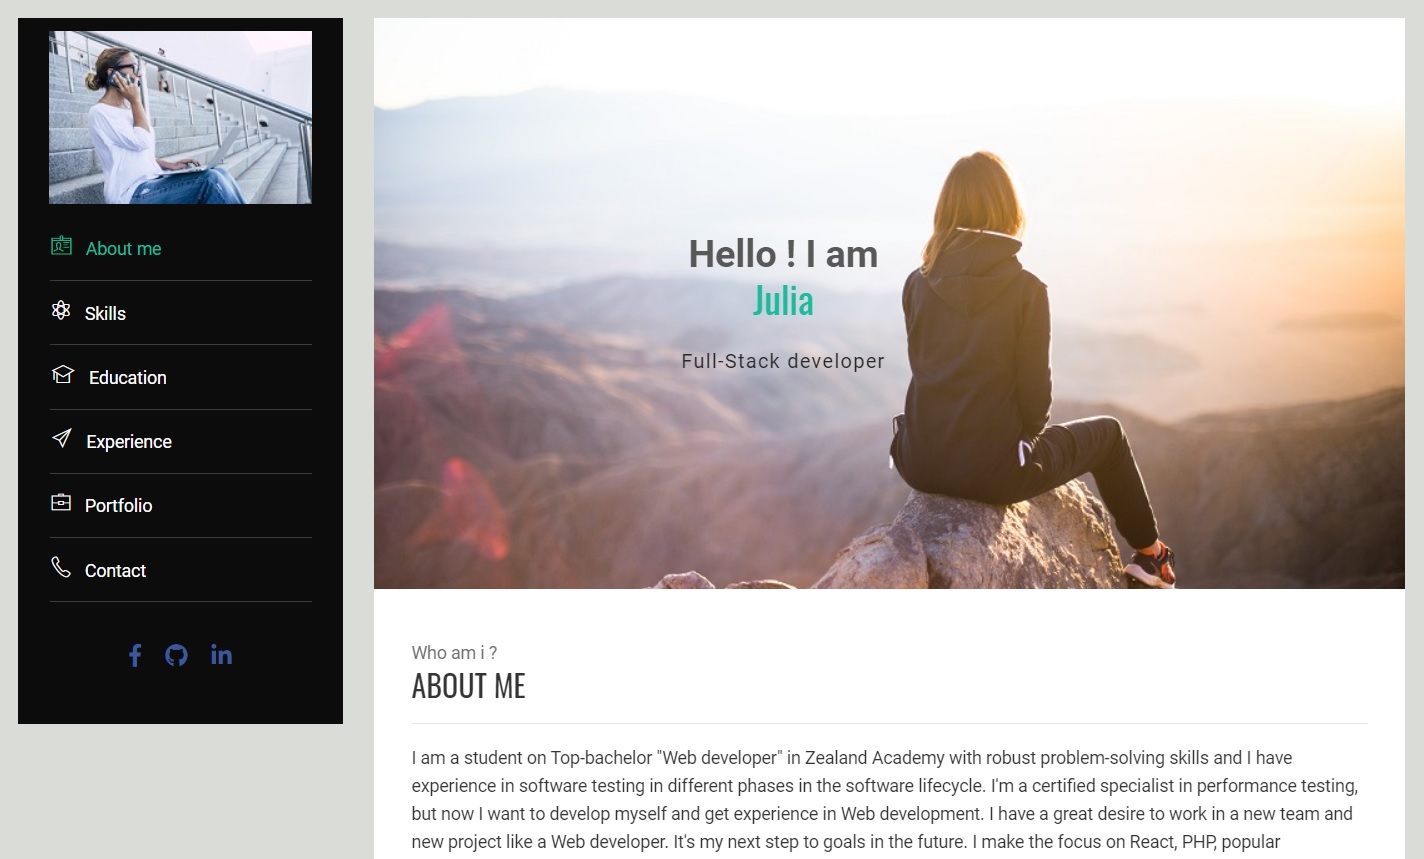 About me
Skills
Education
Experience
Portfolio
Contact
Hello ! I am
Julia
Full-Stack developer
Who am i ?
ABOUT ME
I am a student on Top-bachelor "Web developer" in Zealand Academy with robust problem-solving skills and I have
experience in software testing in different phases in the software lifecycle. I'm a certified specialist in performance testing,
but now I want to develop myself and get experience in Web development. I have a great desire to work in a new team and
new project like a Web developer. It's my next step to goals in the future. I make the focus on React, PHP, popular